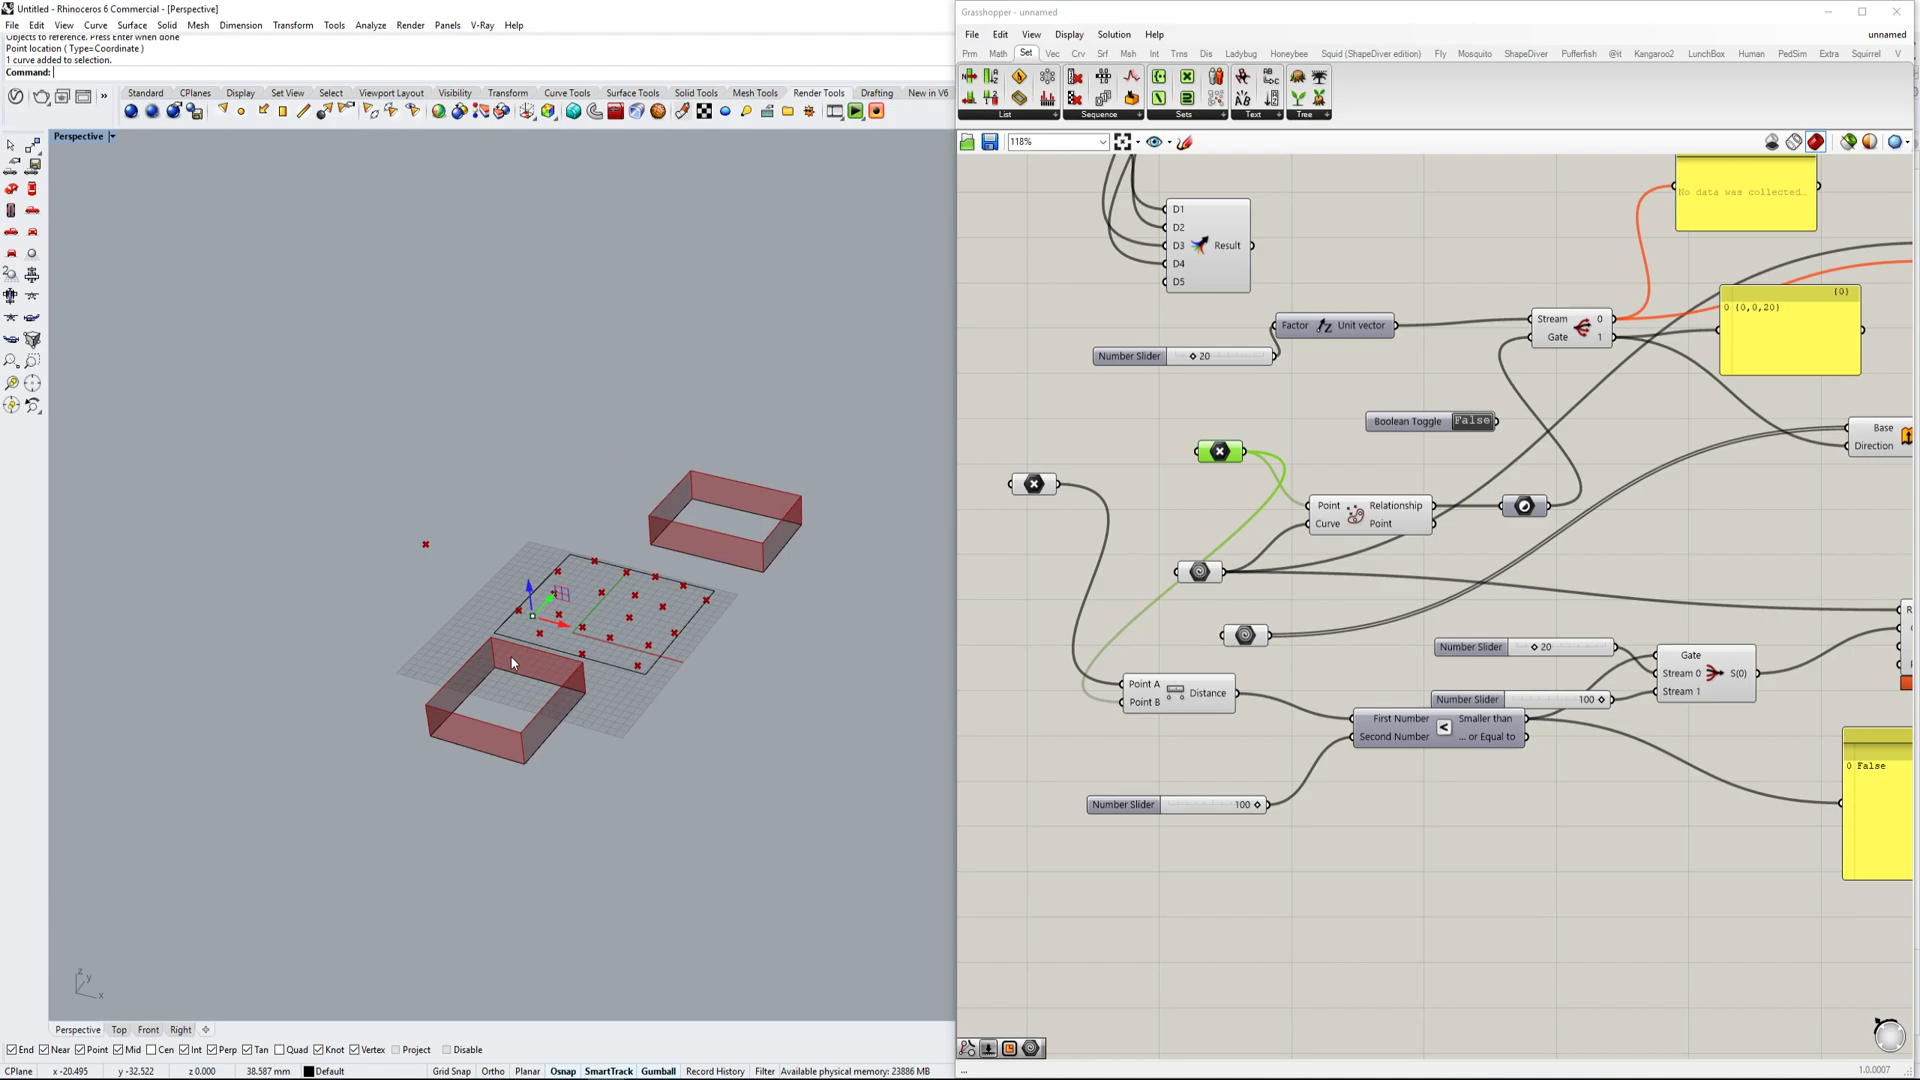 Untitled - Rhinoceros 6 Commercial - [Perspective]
File Edit View Curve Surface Solid Mesh Dimension Transform Tools Analyze Render Panels V-Ray Help
Objects to reference. Press Enter when done
Point location ( Type=Coordinate )
1 curve added to selection.
Command:
Standard CPlanes Display Set View Select Viewport Layout Visibility Transform Curve Tools Surface Tools Solid Tools Mesh Tools Render Tools Drafting New in V6
Perspective
z
y
x
Perspective Top Front Right
End Near Point Mid Cen Int Perp Tan Quad Knot Vertex Project Disable
CPlane x -20.495 y -32.522 z 0.000 38.587 mm Default Grid Snap Ortho Planar Osnap SmartTrack Gumball Record History Filter Available physical memory: 23886 MB
Grasshopper - unnamed
File Edit View Display Solution Help
unnamed
Prm Math Set Vec Crv Srf Msh Int Trns Dis Ladybug Honeybee Squid (ShapeDiver edition) Fly Mosquito ShapeDiver Pufferfish @it Kangaroo2 LunchBox Human PedSim Extra Squirrel V
List Sequence Sets Text Tree
118%
No data was collected...
D1
D2
D3 Result
D4
D5
{0}
0 {0,0,20}
Stream 0
Gate 1
Factor Unit vector
Number Slider 20
Boolean Toggle False
Base
Direction
Point Relationship
Curve Point
Number Slider 20
Gate
Stream 0 S(0)
Stream 1
Point A Distance
Point B
Number Slider 100
First Number Smaller than
Second Number ... or Equal to
0 False
Number Slider 100
...
1.0.0007